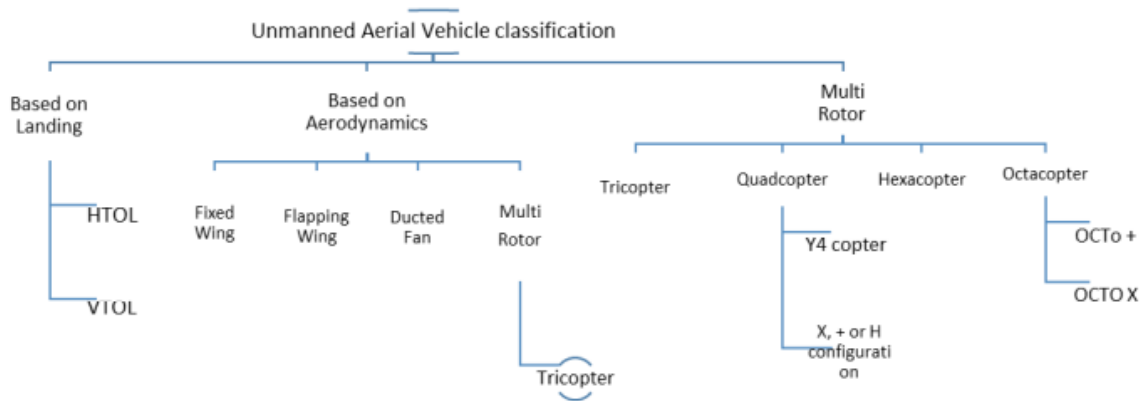 Unmanned Aerial Vehicle classification
Based on
Landing
HTOL
VTOL
Based on
Aerodynamics
Fixed
Wing
Flapping
Wing
Ducted
Fan
Multi
Rotor
Tricopter
Multi
Rotor
Tricopter
Quadcopter
Y4 copter
X, + or H
configurati
on
Hexacopter
Octacopter
OCTo +
OCTO X